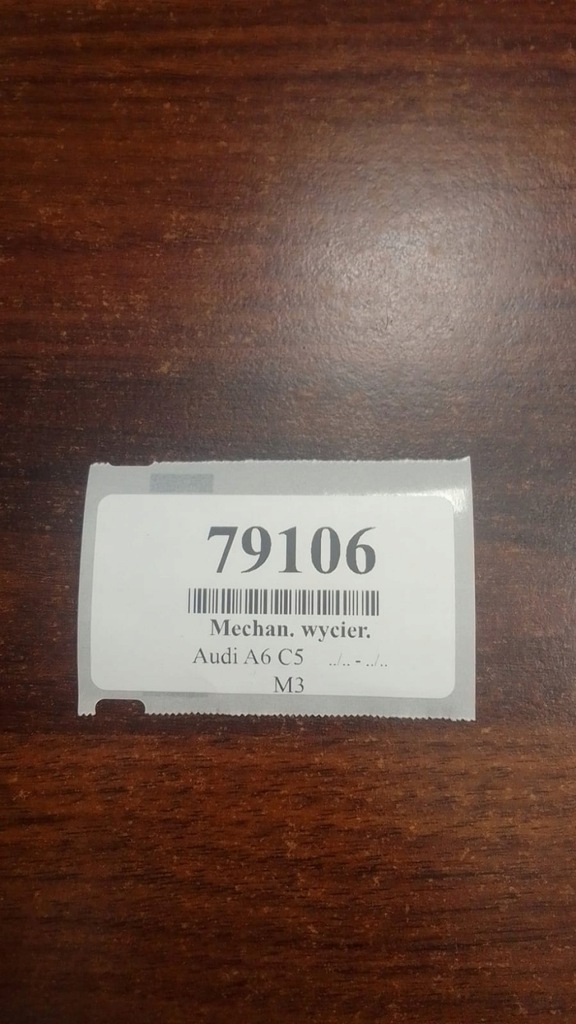 79106
Mechan. wycier.
Audi A6 C5 ../.. - ../..
M3